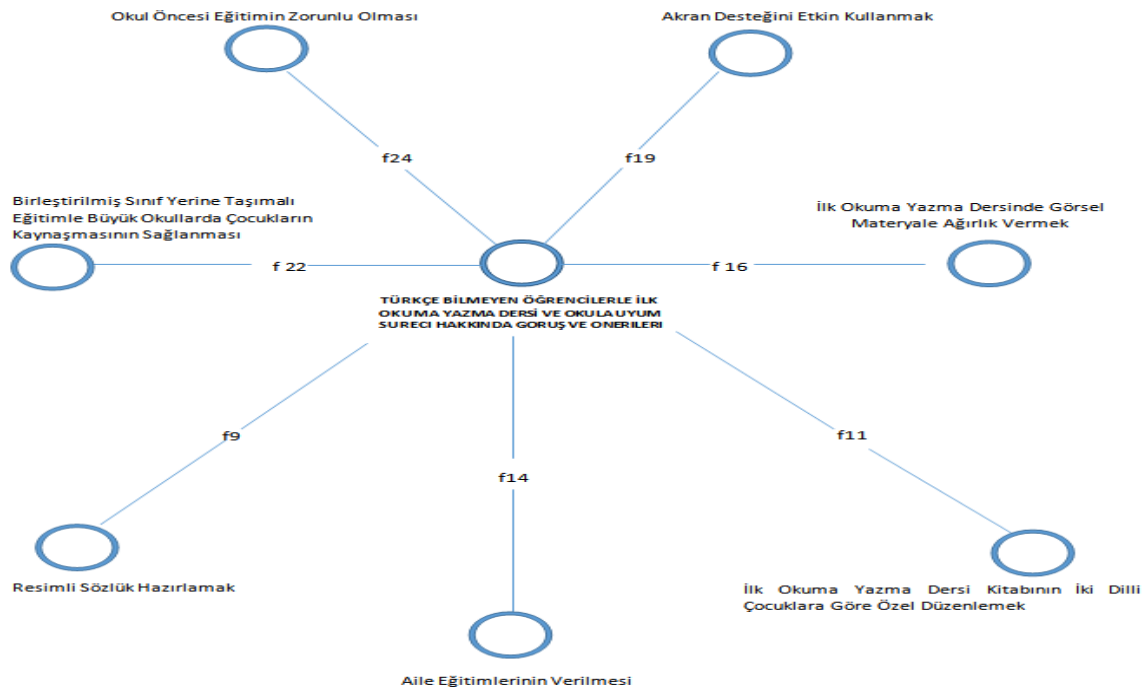 Okul Öncesi Eğitimin Zorunlu Olması
Akran Desteğini Etkin Kullanmak
f24
f19
Birleştirilmiş Sınıf Yerine Taşımalı
Eğitimle Büyük Okullarda Çocukların
Kaynaşmasının Sağlanması
İlk Okuma Yazma Dersinde Görsel
Materyale Ağırlık Vermek
f 22
f 16
TÜRKÇE BİLMEYEN ÖĞRENCİLERLE İLK
OKUMA YAZMA DERSİ VE OKULA UYUM
SURECI HAKKINDA GORUŞ VE ONERILERI
f9
f11
f14
Resimli Sözlük Hazırlamak
İlk Okuma Yazma Dersi Kitabının İki Dilli
Çocuklara Göre Özel Düzenlemek
Aile Eğitimlerinin Verilmesi